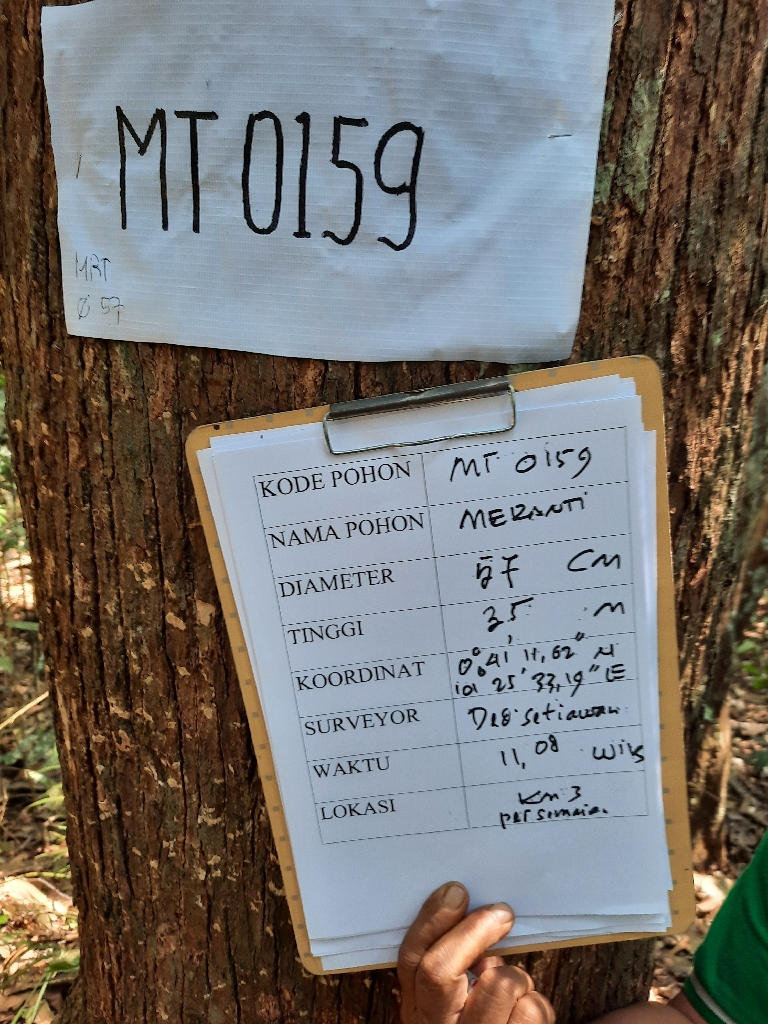 MT 0159
MRT
Ø 57
KODE POHON MT 0159
NAMA POHON MERANTI
DIAMETER 57 CM
TINGGI 35 M
KOORDINAT 0° 41' 11,62" N
101° 25' 33,19" E
SURVEYOR Dedi setiawan
WAKTU 11,08 WIB
LOKASI KM 3
persemaian